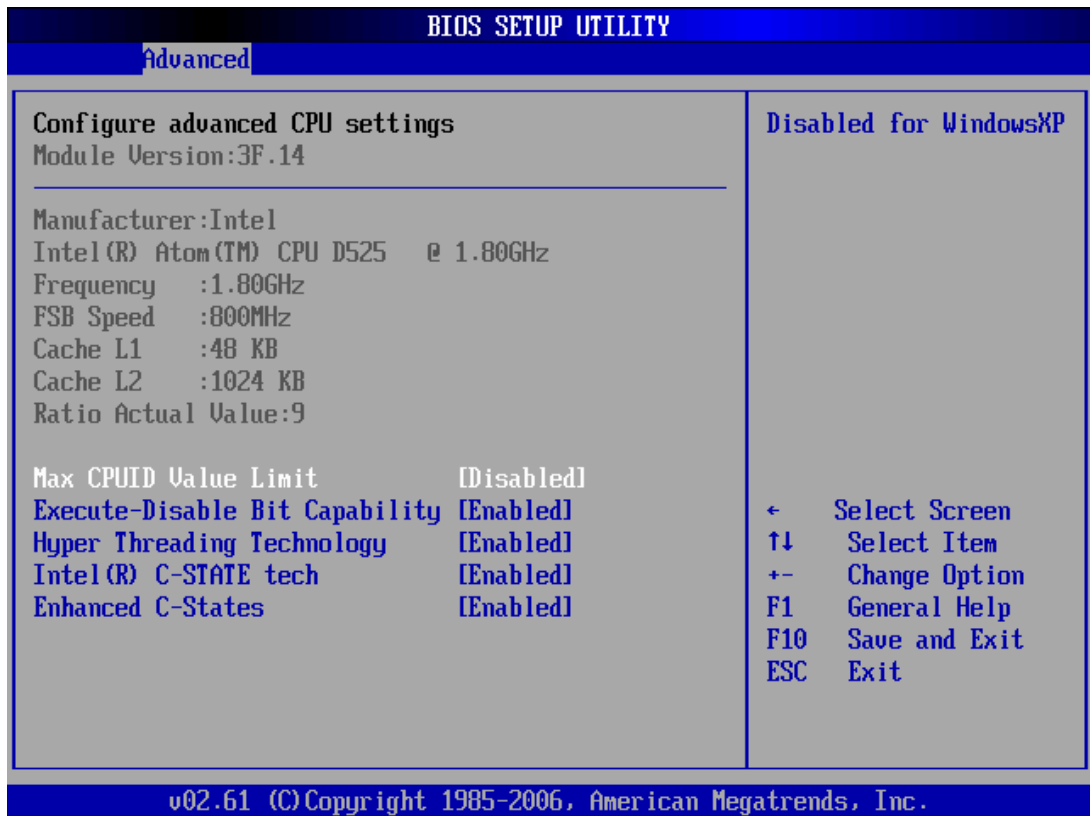 BIOS SETUP UTILITY
Advanced
Configure advanced CPU settings
Module Version:3F.14
Manufacturer:Intel
Intel(R) Atom(TM) CPU D525   @ 1.80GHz
Frequency   :1.80GHz
FSB Speed   :800MHz
Cache L1    :48 KB
Cache L2    :1024 KB
Ratio Actual Value:9
Max CPUID Value Limit [Disabled]
Execute-Disable Bit Capability [Enabled]
Hyper Threading Technology [Enabled]
Intel(R) C-STATE tech [Enabled]
Enhanced C-States [Enabled]
Disabled for WindowsXP
← Select Screen
↑↓ Select Item
+- Change Option
F1 General Help
F10 Save and Exit
ESC Exit
v02.61 (C)Copyright 1985-2006, American Megatrends, Inc.